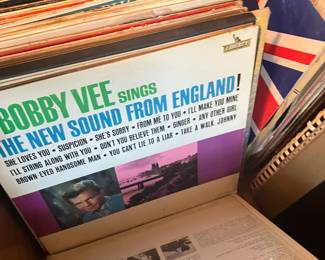 LIBERTY
BOBBY VEE SINGS
THE NEW SOUND FROM ENGLAND!
SHE LOVES YOU • SUSPICION • SHE'S SORRY • FROM ME TO YOU • I'LL MAKE YOU MINE
I'LL STRING ALONG WITH YOU • DON'T YOU BELIEVE THEM • GINGER • ANY OTHER GIRL
BROWN EYED HANDSOME MAN • YOU CAN'T LIE TO A LIAR • TAKE A WALK, JOHNNY